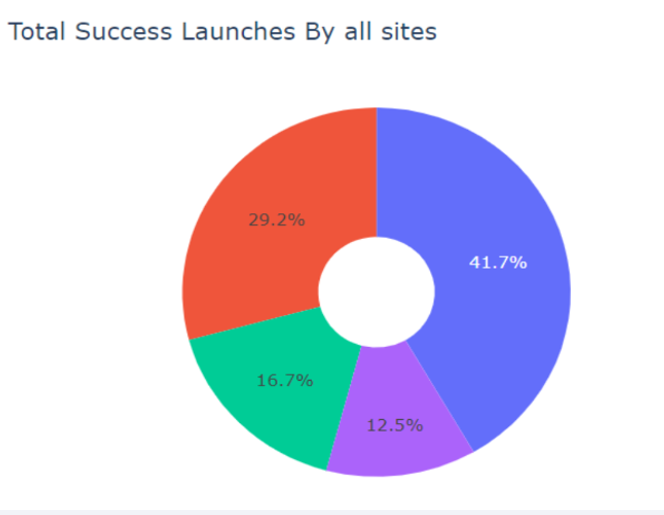 Total Success Launches By all sites
29.2%
41.7%
16.7%
12.5%